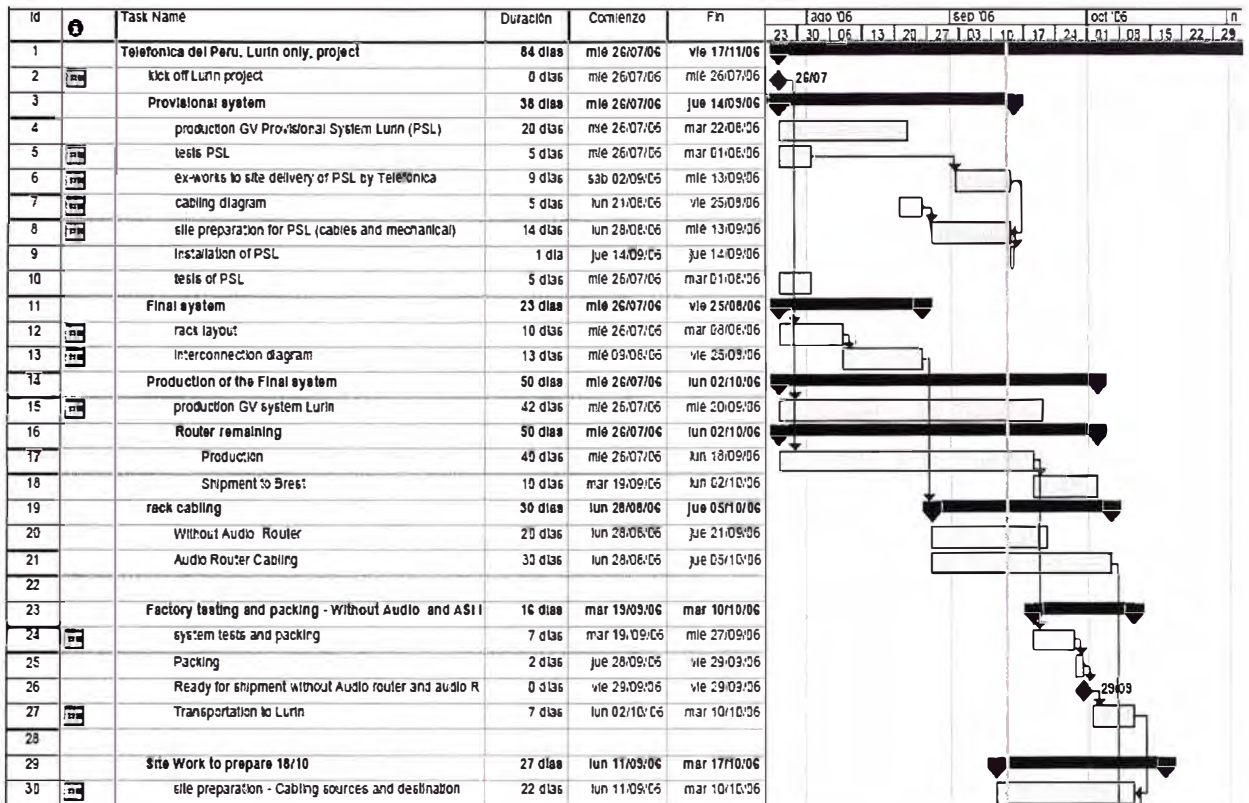 Id Task Name Duración Comienzo Fin ago '06 sep '06 oct '06 n
23 30 06 13 20 27 03 10 17 24 01 08 15 22 29
1 Telefonica del Peru, Lurin only, project 84 días mié 26/07/06 vie 17/11/06
2 kick off Lurin project 0 días mié 26/07/06 mié 26/07/06 26/07
3 Provisional system 38 días mié 26/07/06 jue 14/09/06
4 production GV Provisional System Lurin (PSL) 20 días mié 26/07/06 mar 22/08/06
5 tests PSL 5 días mié 26/07/06 mar 01/08/06
6 ex-works to site delivery of PSL by Telefonica 9 días sáb 02/09/06 mié 13/09/06
7 cabling diagram 5 días lun 21/08/06 vie 25/08/06
8 site preparation for PSL (cables and mechanical) 14 días lun 28/08/06 mié 13/09/06
9 Installation of PSL 1 día jue 14/09/06 jue 14/09/06
10 tests of PSL 5 días mié 26/07/06 mar 01/08/06
11 Final system 23 días mié 26/07/06 vie 25/08/06
12 rack layout 10 días mié 26/07/06 mar 08/08/06
13 Interconnection diagram 13 días mié 09/08/06 vie 25/08/06
14 Production of the Final system 50 días mié 26/07/06 lun 02/10/06
15 production GV system Lurin 42 días mié 26/07/06 mié 20/09/06
16 Router remaining 50 días mié 26/07/06 lun 02/10/06
17 Production 40 días mié 26/07/06 lun 18/09/06
18 Shipment to Brest 10 días mar 19/09/06 lun 02/10/06
19 rack cabling 30 días lun 28/08/06 jue 05/10/06
20 Without Audio Router 20 días lun 28/08/06 jue 21/09/06
21 Audio Router Cabling 30 días lun 28/08/06 jue 05/10/06
22
23 Factory testing and packing - Without Audio and ASI I 16 días mar 19/09/06 mar 10/10/06
24 system tests and packing 7 días mar 19/09/06 mié 27/09/06
25 Packing 2 días jue 28/09/06 vie 29/09/06
26 Ready for shipment without Audio router and audio R 0 días vie 29/09/06 vie 29/09/06 29/09
27 Transportation to Lurin 7 días lun 02/10/06 mar 10/10/06
28
29 Site Work to prepare 18/10 27 días lun 11/09/06 mar 17/10/06
30 site preparation - Cabling sources and destination 22 días lun 11/09/06 mar 10/10/06